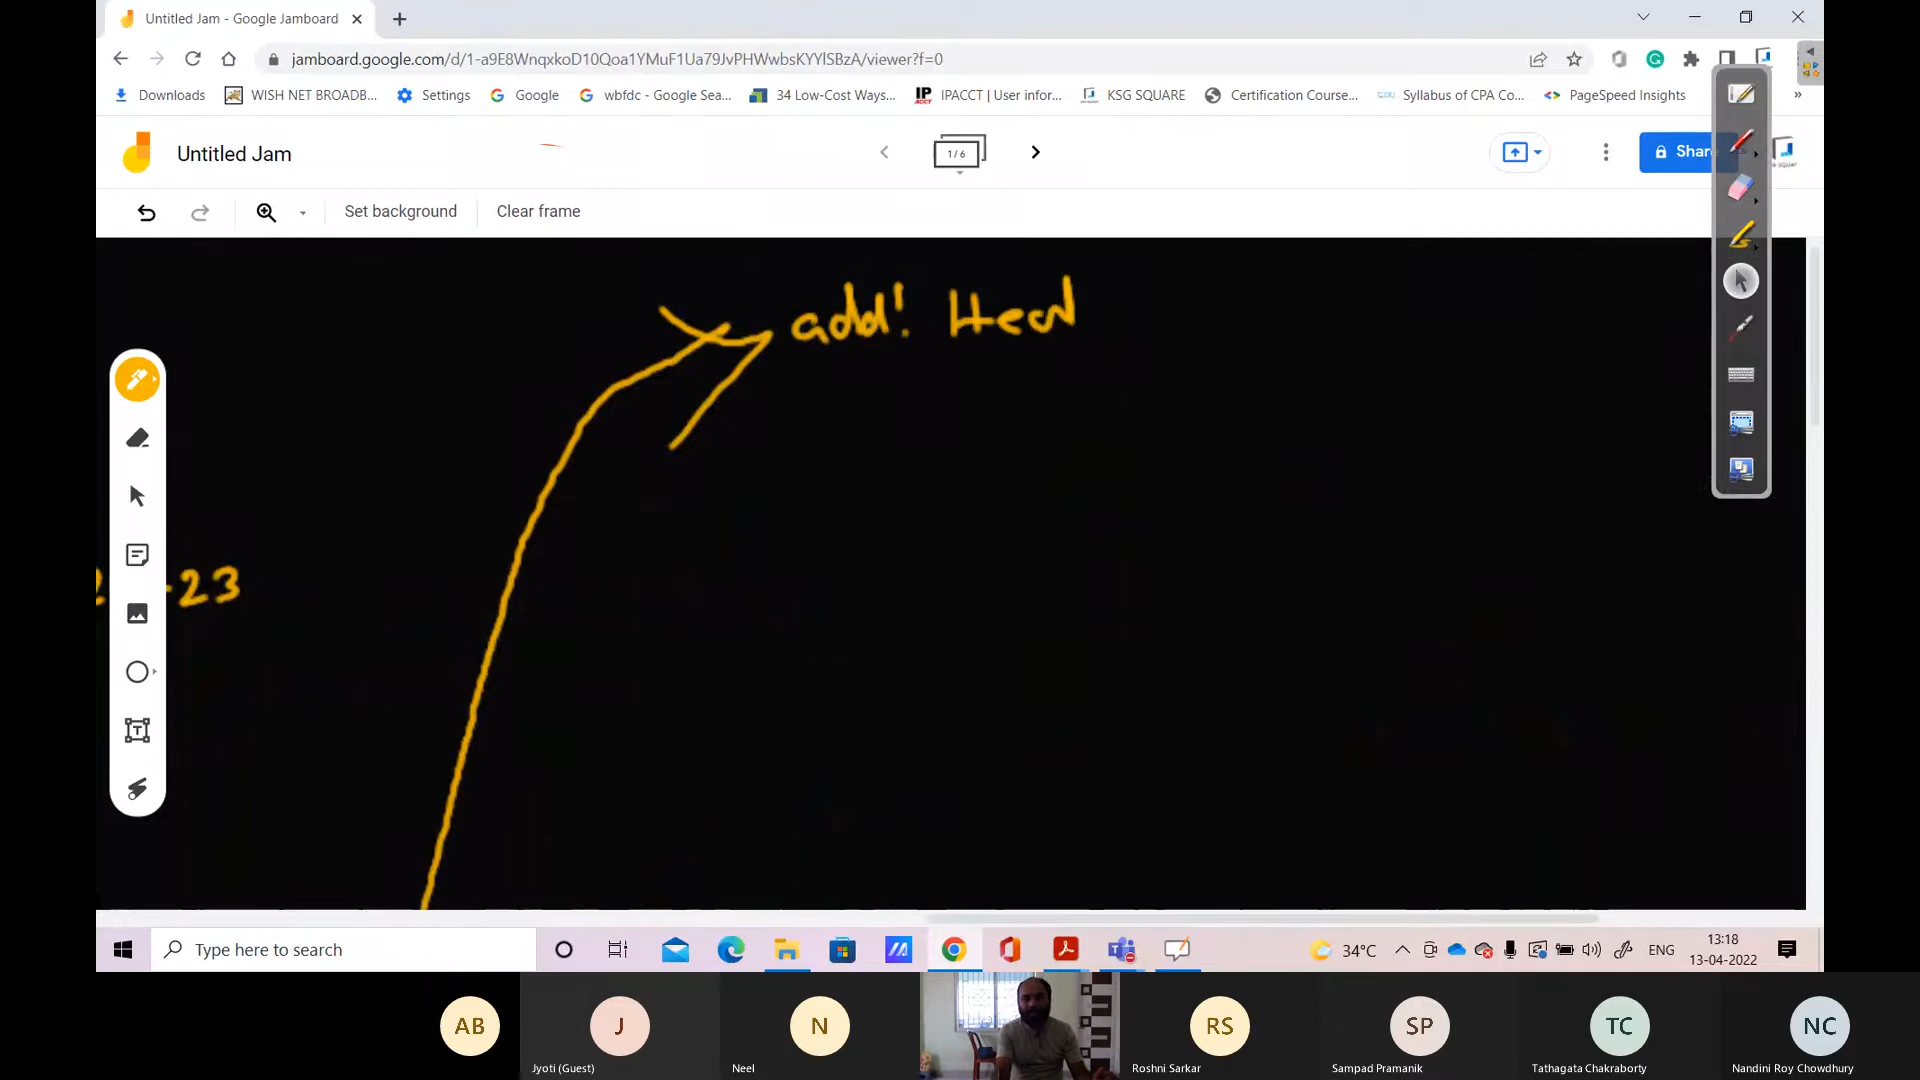 Untitled Jam - Google Jamboard
jamboard.google.com/d/1-a9E8WnqxkoD10Qoa1YMuF1Ua79JvPHWwbsKYYlSBzA/viewer?f=0
Downloads WISH NET BROADB... Settings Google wbfdc - Google Sea... 34 Low-Cost Ways... IPACCT | User infor... KSG SQUARE Certification Course... Syllabus of CPA Co... PageSpeed Insights »
Untitled Jam 1/6 Shar
Set background Clear frame
add!
-23
Type here to search 34°C ENG 13:18
13-04-2022
AB J N RS SP TC NC
Jyoti (Guest) Neel Roshni Sarkar Sampad Pramanik Tathagata Chakraborty Nandini Roy Chowdhury